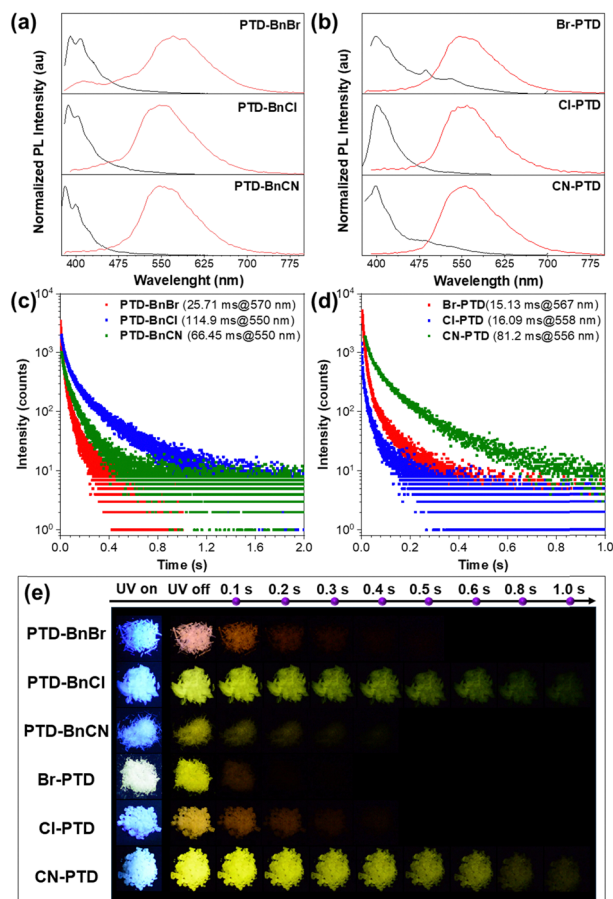 (a)
PTD-BnBr
PTD-BnCl
PTD-BnCN
Normalized PL Intensity (au)
400 475 550 625 700 775
Wavelenght (nm)
(b)
Br-PTD
Cl-PTD
CN-PTD
Normalized PL Intensity (au)
400 500 600 700 800
Wavelength (nm)
(c)
PTD-BnBr (25.71 ms@570 nm)
PTD-BnCl (114.9 ms@550 nm)
PTD-BnCN (66.45 ms@550 nm)
10^4
10^3
10^2
10^1
10^0
Intensity (counts)
0.0 0.4 0.8 1.2 1.6 2.0
Time (s)
(d)
Br-PTD(15.13 ms@567 nm)
Cl-PTD (16.09 ms@558 nm)
CN-PTD (81.2 ms@556 nm)
10^4
10^3
10^2
10^1
10^0
Intensity (counts)
0.0 0.2 0.4 0.6 0.8 1.0
Time (s)
(e)
UV on UV off 0.1 s 0.2 s 0.3 s 0.4 s 0.5 s 0.6 s 0.8 s 1.0 s
PTD-BnBr
PTD-BnCl
PTD-BnCN
Br-PTD
Cl-PTD
CN-PTD